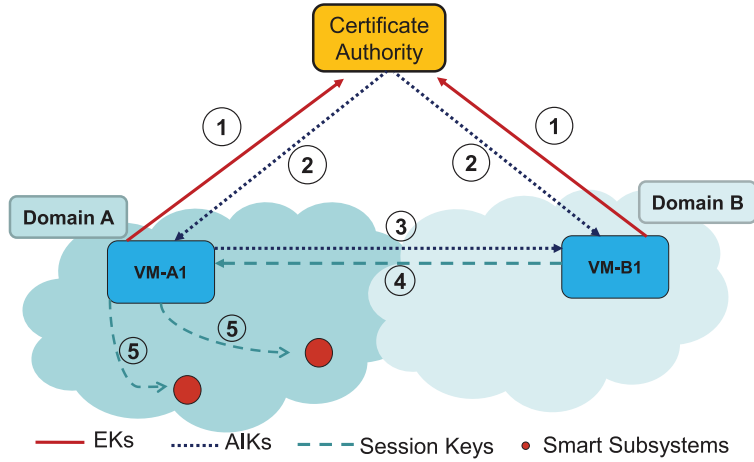 Certificate
Authority
1
1
2
2
Domain A
Domain B
3
VM-A1
VM-B1
4
5
5
EKs
AIKs
Session Keys
Smart Subsystems